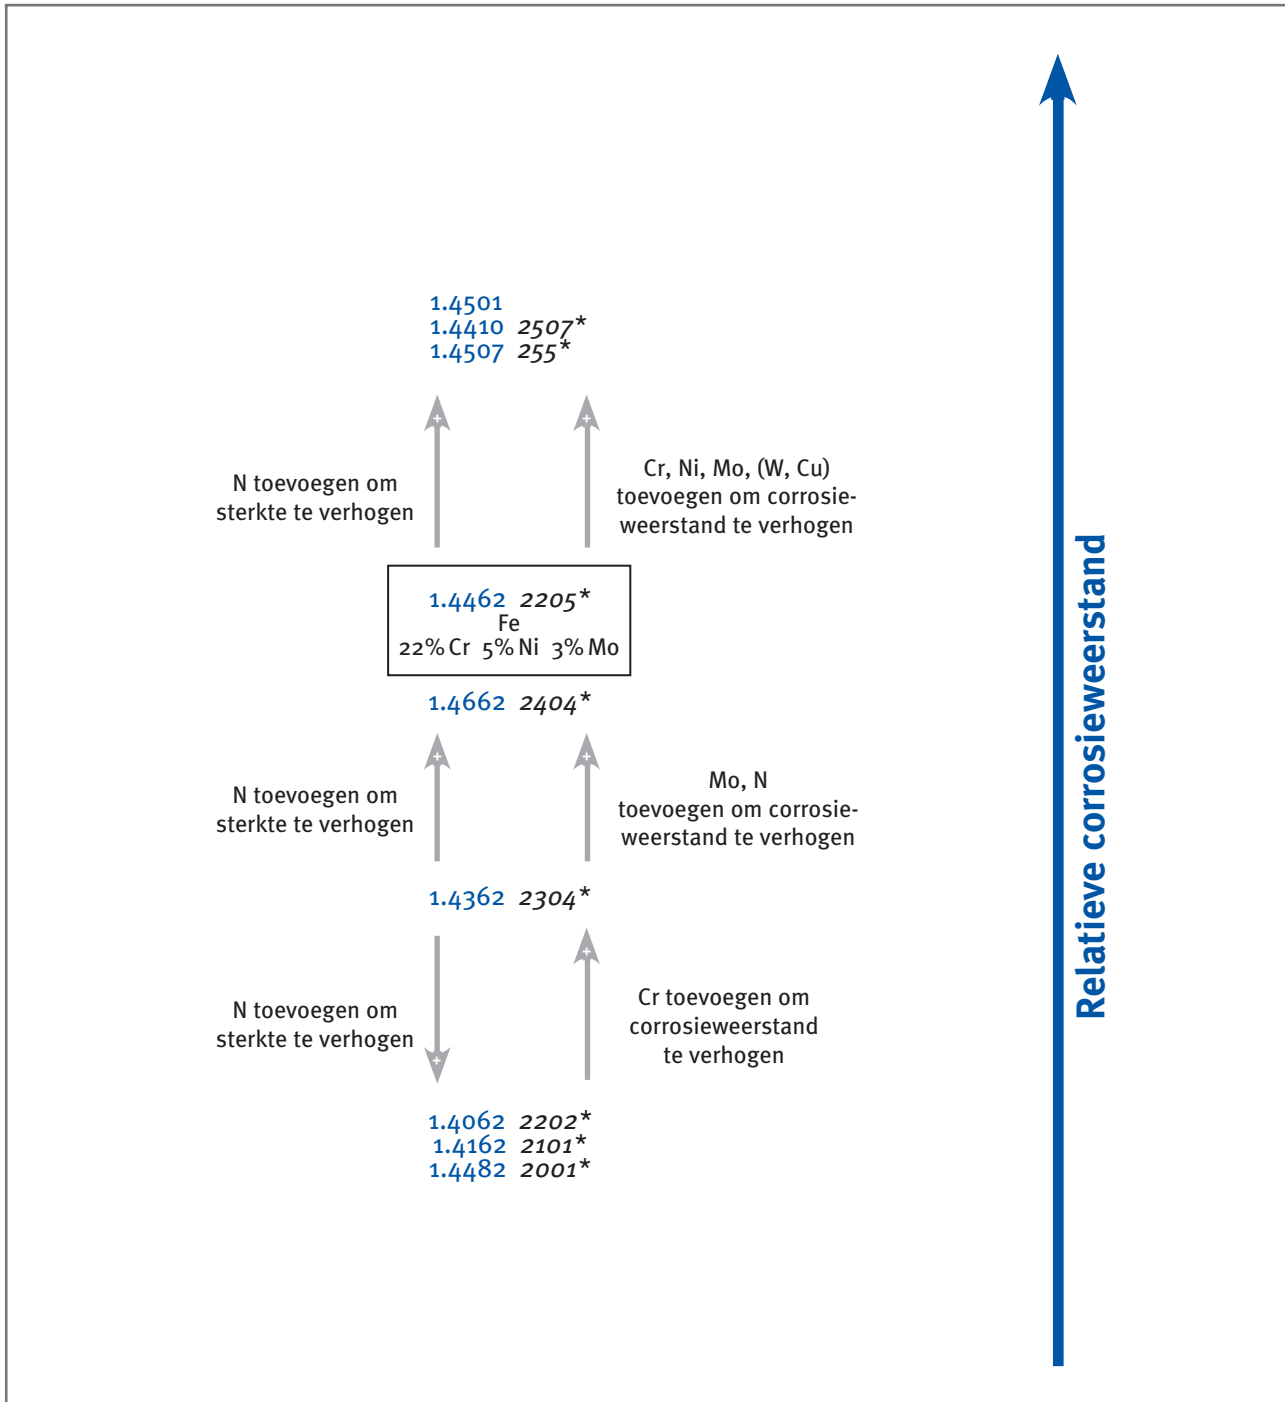 1.4501
1.4410 2507*
1.4507 255*
+
+
N toevoegen om
sterkte te verhogen
Cr, Ni, Mo, (W, Cu)
toevoegen om corrosie-
weerstand te verhogen
1.4462 2205*
Fe
22% Cr 5% Ni 3% Mo
1.4662 2404*
+
+
N toevoegen om
sterkte te verhogen
Mo, N
toevoegen om corrosie-
weerstand te verhogen
1.4362 2304*
+
N toevoegen om
sterkte te verhogen
Cr toevoegen om
corrosieweerstand
te verhogen
+
1.4062 2202*
1.4162 2101*
1.4482 2001*
Relatieve corrosieweerstand